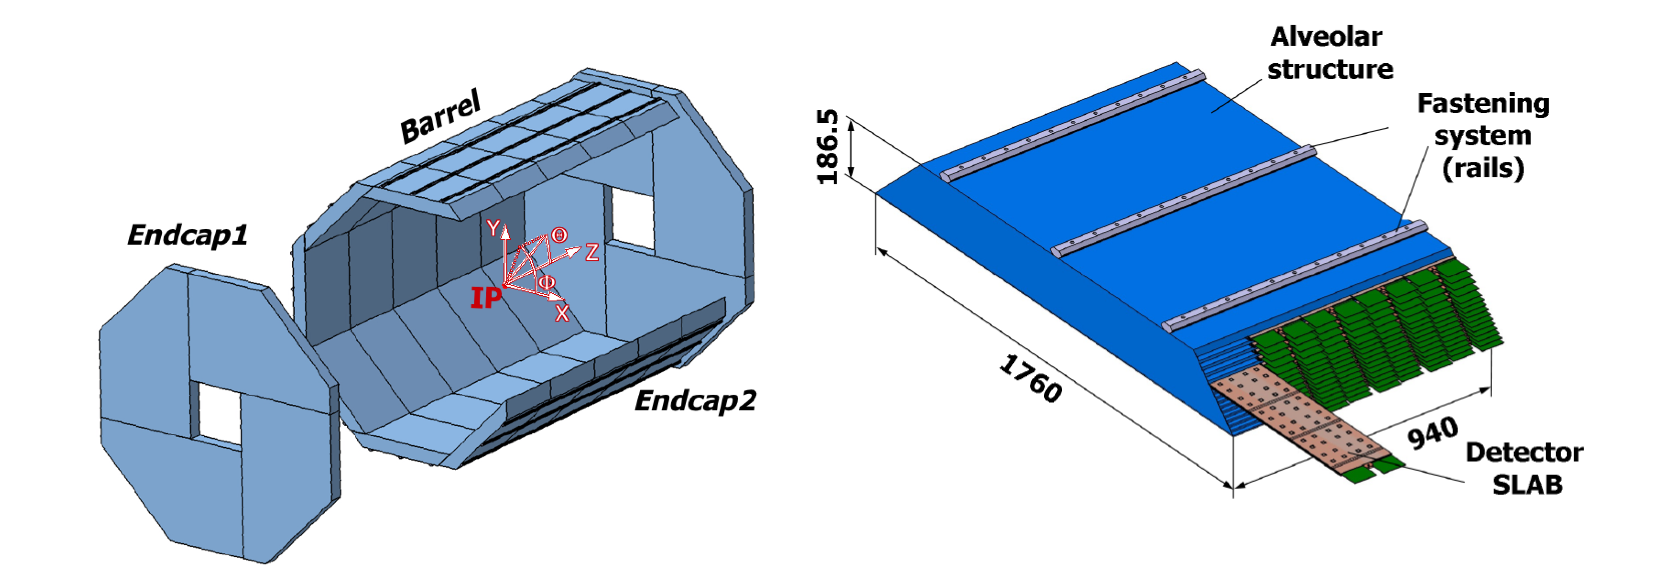 Barrel
Endcap1
Y
Θ
Z
Φ
IP
X
Endcap2
Alveolar
structure
Fastening
system
(rails)
186.5
1760
940
Detector
SLAB